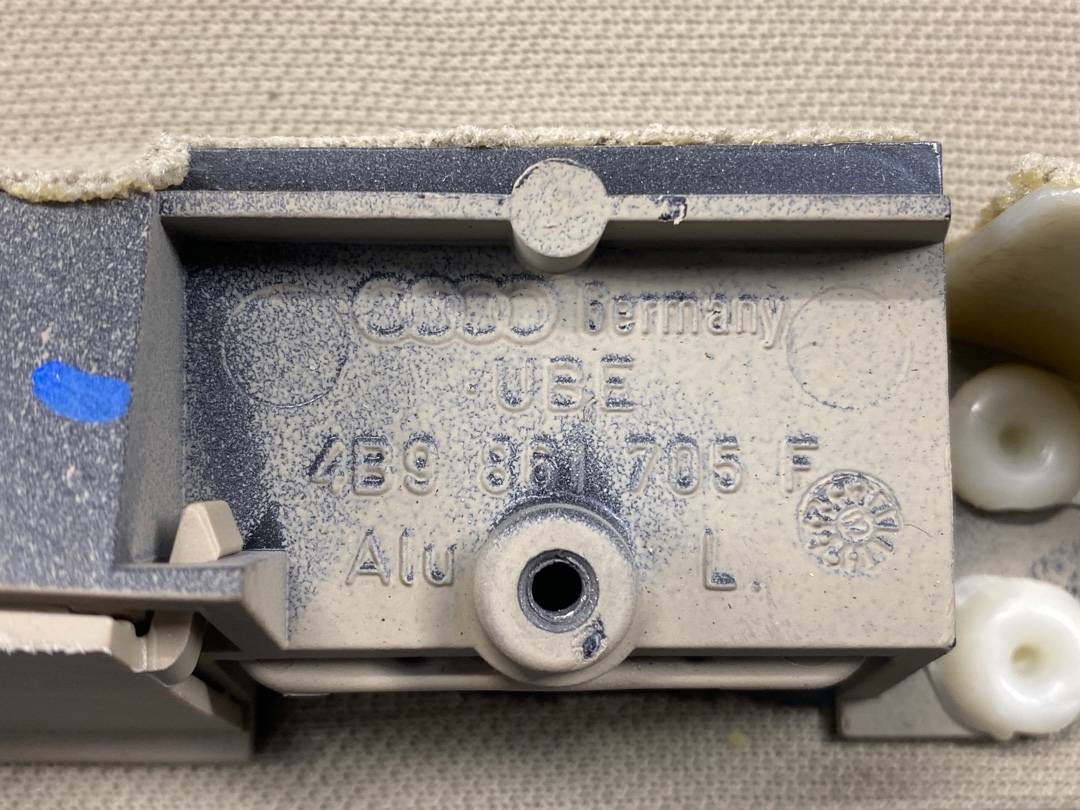 Germany
UBE
4B9 861 705 F
Alu L.